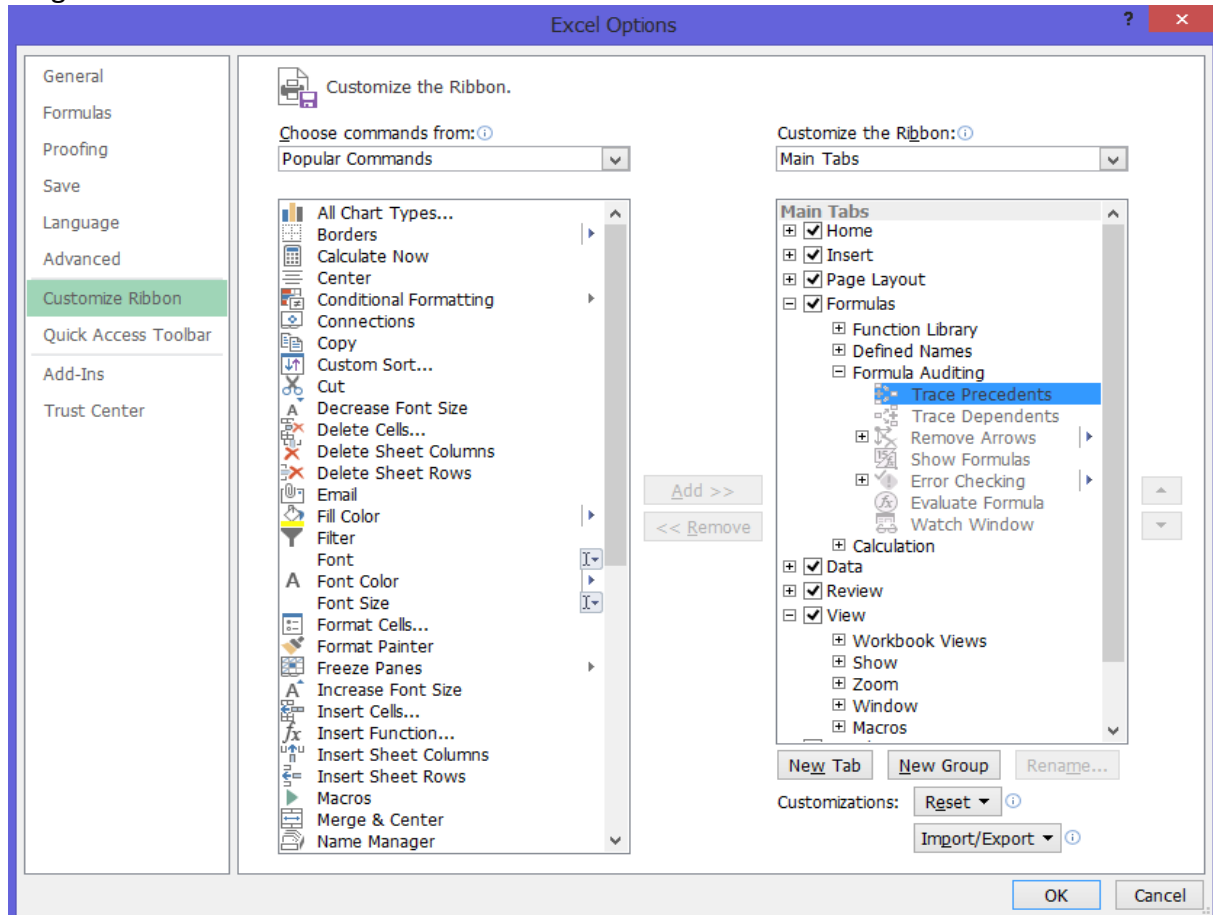 Excel Options
?
General
Formulas
Proofing
Save
Language
Advanced
Customize Ribbon
Quick Access Toolbar
Add-Ins
Trust Center
Customize the Ribbon.
Choose commands from:
Popular Commands
All Chart Types...
Borders
Calculate Now
Center
Conditional Formatting
Connections
Copy
Custom Sort...
Cut
Decrease Font Size
Delete Cells...
Delete Sheet Columns
Delete Sheet Rows
Email
Fill Color
Filter
Font
Font Color
Font Size
Format Cells...
Format Painter
Freeze Panes
Increase Font Size
Insert Cells...
Insert Function...
Insert Sheet Columns
Insert Sheet Rows
Macros
Merge & Center
Name Manager
Add >>
<< Remove
Customize the Ribbon:
Main Tabs
Main Tabs
Home
Insert
Page Layout
Formulas
Function Library
Defined Names
Formula Auditing
Trace Precedents
Trace Dependents
Remove Arrows
Show Formulas
Error Checking
Evaluate Formula
Watch Window
Calculation
Data
Review
View
Workbook Views
Show
Zoom
Window
Macros
New Tab
New Group
Rename...
Customizations:
Reset
Import/Export
OK
Cancel